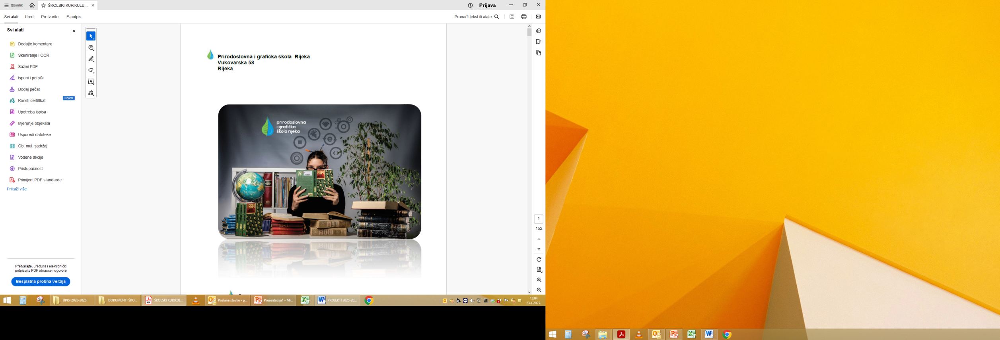 Izbornik
ŠKOLSKI KURIKULU...
Prijava
Svi alati
Uredi
Pretvorite
E-potpis
Pronađi tekst ili alate
Svi alati
Dodajte komentare
Skeniranje i OCR
Sažmi PDF
Ispuni i potpiši
Dodaj pečat
Koristi certifikat
NOVO
Upotreba ispisa
Mjerenje objekata
Usporedi datoteke
Ob. mul. sadržaj
Vođene akcije
Pristupačnost
Primijeni PDF standarde
Prikaži više
Pretvarajte, uređujte i elektronički
potpisujte PDF obrasce i ugovore
Besplatna probna verzija
Prirodoslovna i grafička škola Rijeka
Vukovarska 58
Rijeka
prirodoslovna
i grafička
škola rijeka
1984
1984
1
152
UPISI 2025-2026
DOKUMENTI ŠKO...
ŠKOLSKI KURIKUL...
Poslane stavke - p...
Prezentacija1 - Mi...
PROJEKTI 2025-20...
13:04
23.4.2025.